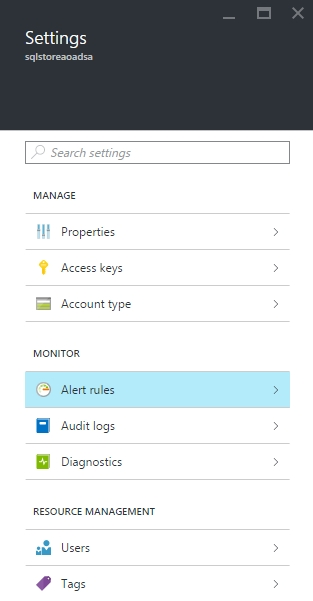 Settings
sqlstoreaoadsa
Search settings
MANAGE
Properties
Access keys
Account type
MONITOR
Alert rules
Audit logs
Diagnostics
RESOURCE MANAGEMENT
Users
Tags